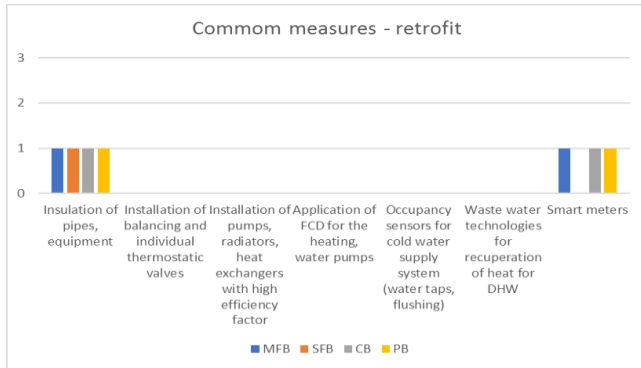 Commom measures - retrofit
3
2
1
0
Insulation of
pipes,
equipment
Installation of
balancing and
individual
thermostatic
valves
Installation of
pumps,
radiators,
heat
exchangers
with high
efficiency
factor
Application of
FCD for the
heating,
water pumps
Occupancy
sensors for
cold water
supply
system
(water taps,
flushing)
Waste water
technologies
for
recuperation
of heat for
DHW
Smart meters
MFB SFB CB PB